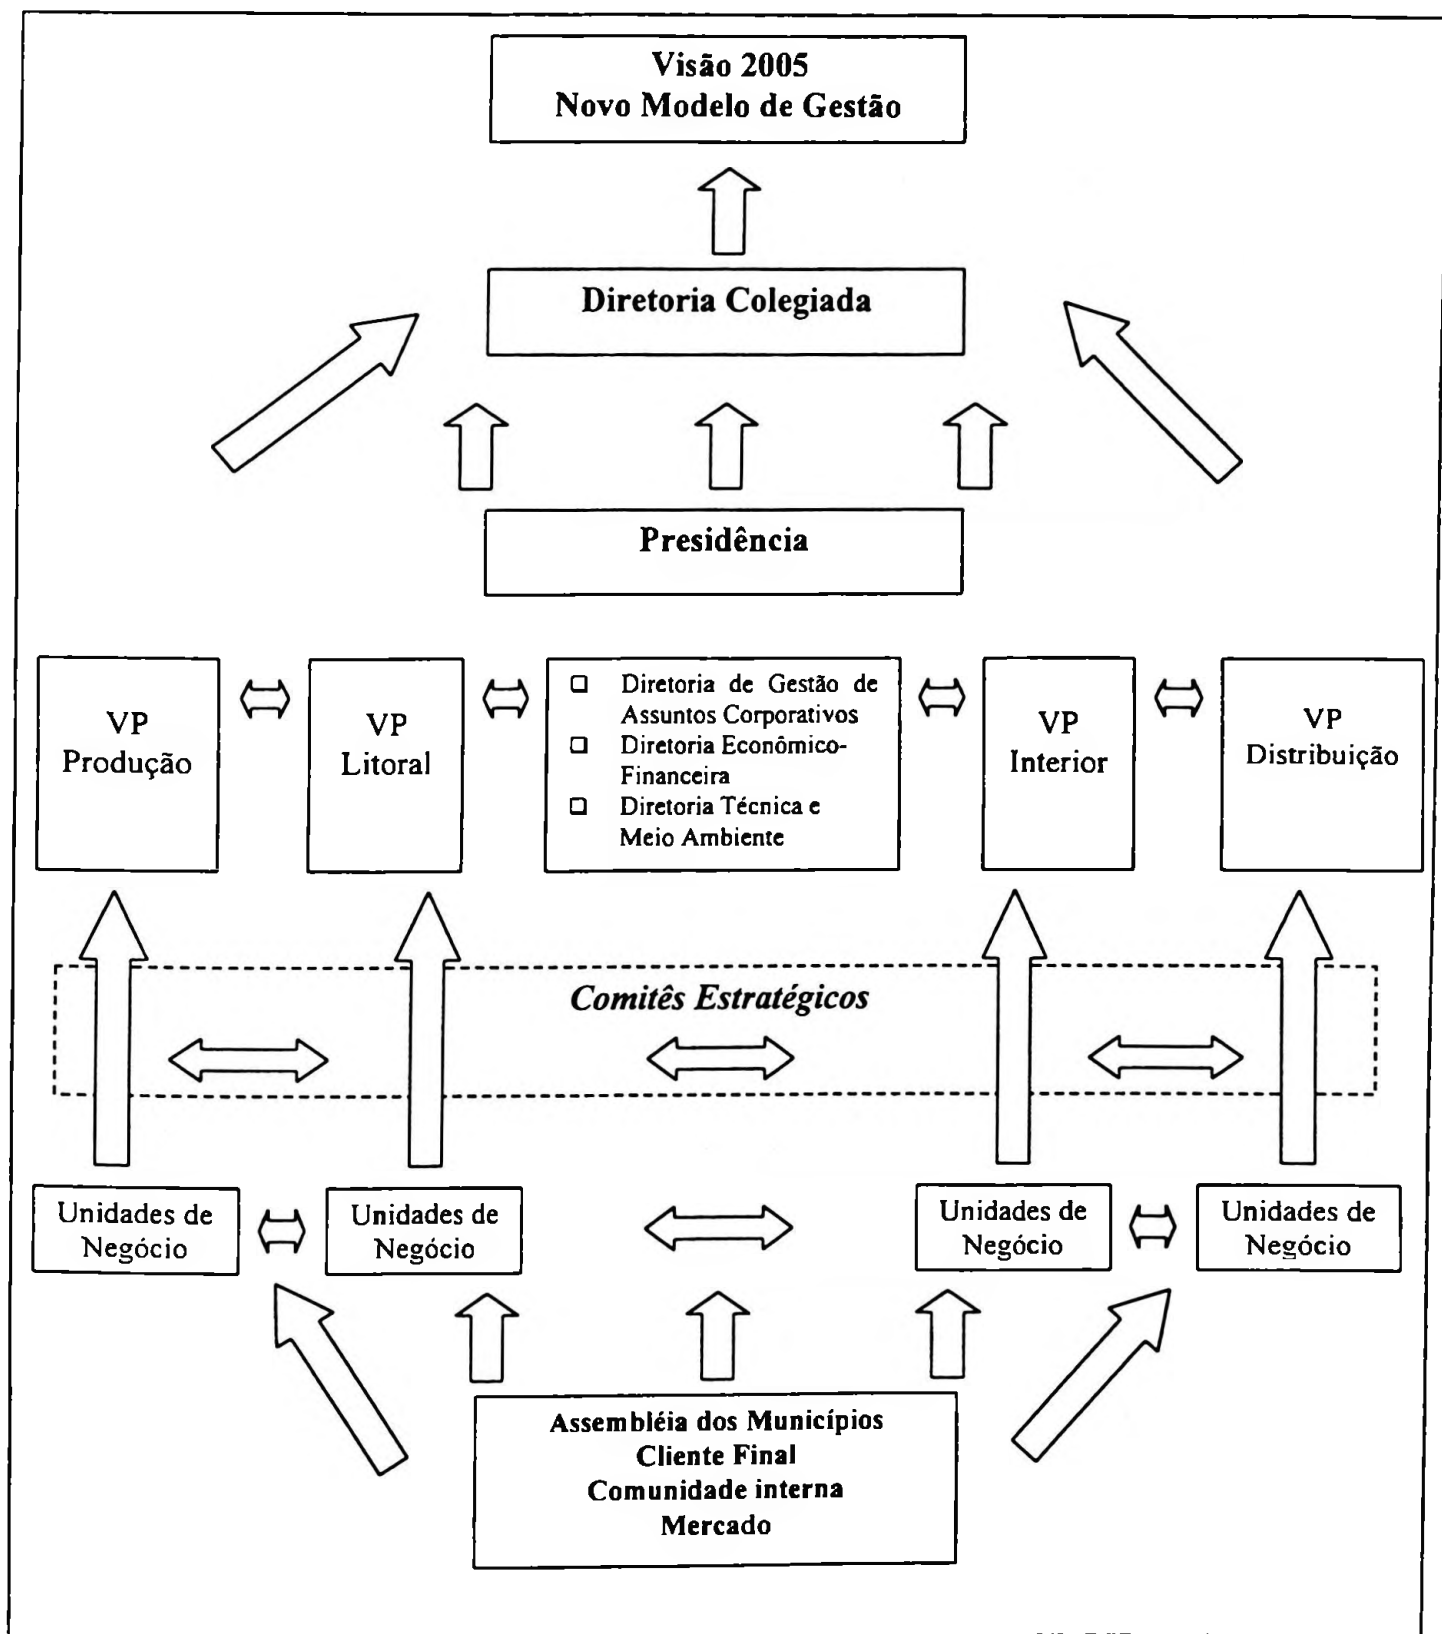 Visão 2005
Novo Modelo de Gestão
Diretoria Colegiada
Presidência
VP
Produção
VP
Litoral
❑ Diretoria de Gestão de
Assuntos Corporativos
❑ Diretoria Econômico-
Financeira
❑ Diretoria Técnica e
Meio Ambiente
VP
Interior
VP
Distribuição
Comitês Estratégicos
Unidades de
Negócio
Unidades de
Negócio
Unidades de
Negócio
Unidades de
Negócio
Assembléia dos Municípios
Cliente Final
Comunidade interna
Mercado